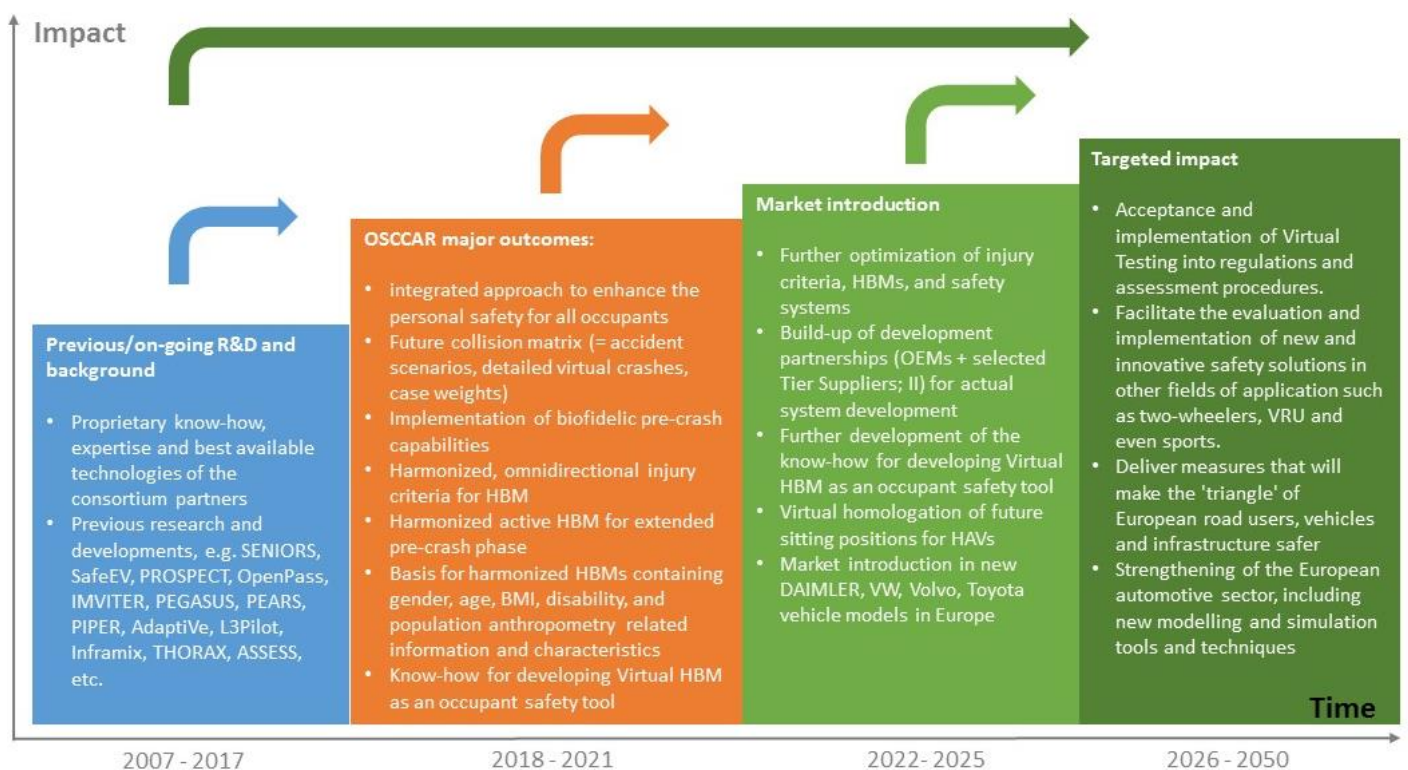 Impact
Previous/on-going R&D and
background
• Proprietary know-how,
expertise and best available
technologies of the
consortium partners
• Previous research and
developments, e.g. SENIORS,
SafeEV, PROSPECT, OpenPass,
IMVITER, PEGASUS, PEARS,
PIPER, AdaptiVe, L3Pilot,
Inframix, THORAX, ASSESS,
etc.
OSCCAR major outcomes:
• integrated approach to enhance the
personal safety for all occupants
• Future collision matrix (= accident
scenarios, detailed virtual crashes,
case weights)
• Implementation of biofidelic pre-crash
capabilities
• Harmonized, omnidirectional injury
criteria for HBM
• Harmonized active HBM for extended
pre-crash phase
• Basis for harmonized HBMs containing
gender, age, BMI, disability, and
population anthropometry related
information and characteristics
• Know-how for developing Virtual HBM
as an occupant safety tool
Market introduction
• Further optimization of injury
criteria, HBMs, and safety
systems
• Build-up of development
partnerships (OEMs + selected
Tier Suppliers; II) for actual
system development
• Further development of the
know-how for developing Virtual
HBM as an occupant safety tool
• Virtual homologation of future
sitting positions for HAVs
• Market introduction in new
DAIMLER, VW, Volvo, Toyota
vehicle models in Europe
Targeted impact
• Acceptance and
implementation of Virtual
Testing into regulations and
assessment procedures.
• Facilitate the evaluation and
implementation of new and
innovative safety solutions in
other fields of application such
as two-wheelers, VRU and
even sports.
• Deliver measures that will
make the 'triangle' of
European road users, vehicles
and infrastructure safer
• Strengthening of the European
automotive sector, including
new modelling and simulation
tools and techniques
Time
2007 - 2017
2018 - 2021
2022 - 2025
2026 - 2050